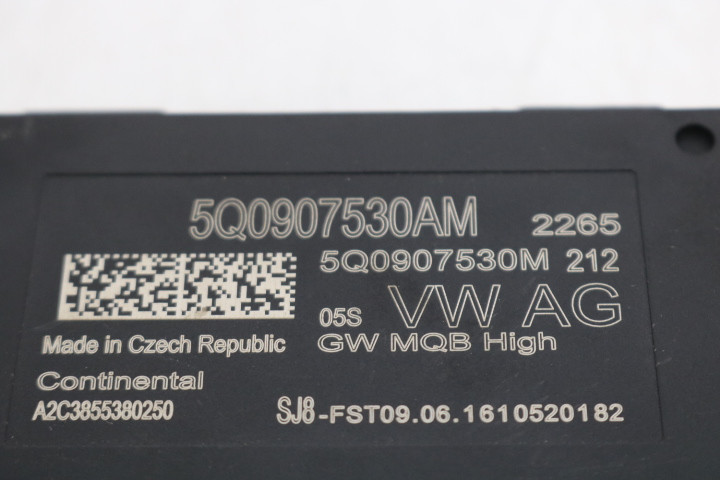 5Q0907530AM 2265
5Q0907530M 212
05S VW AG
Made in Czech Republic GW MQB High
Continental
A2C3855380250 SJ8-FST09.06.1610520182